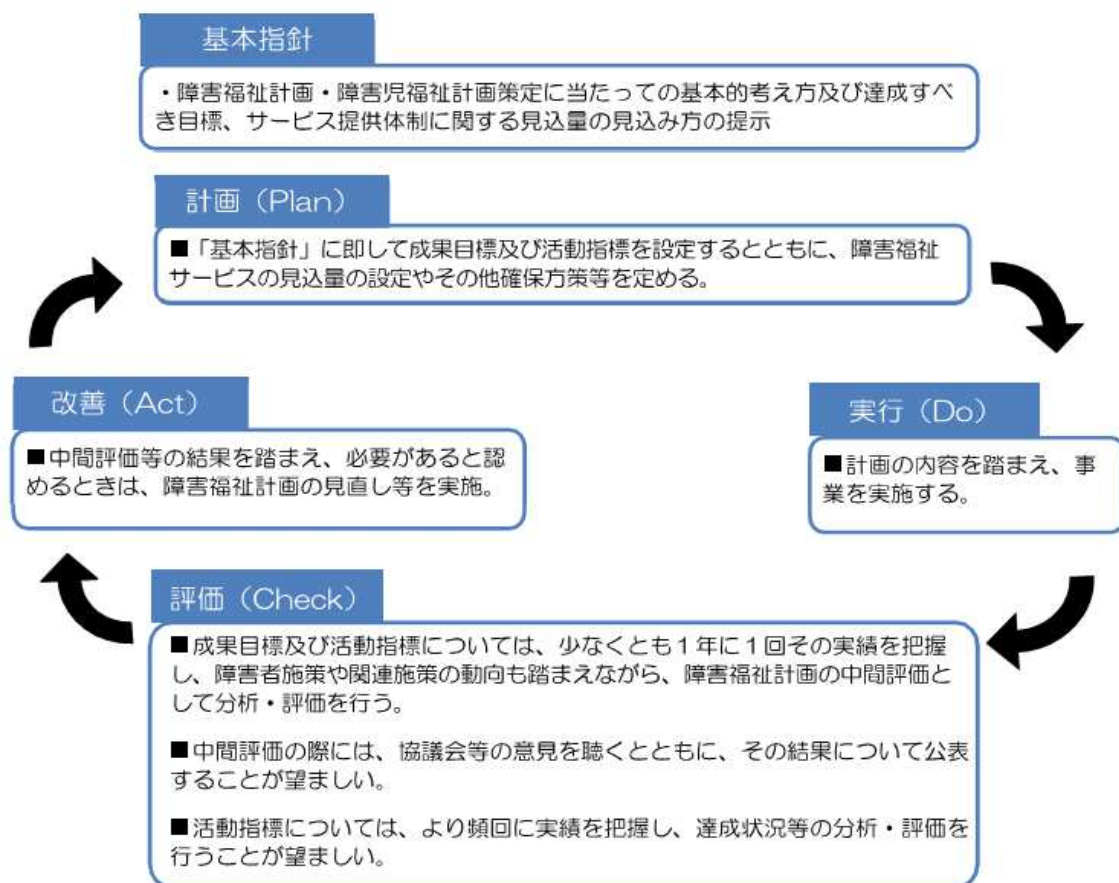 基本指針
・障害福祉計画・障害児福祉計画策定に当たっての基本的考え方及び達成すべ
き目標、サービス提供体制に関する見込量の見込み方の提示
計画（Plan）
■「基本指針」に即して成果目標及び活動指標を設定するとともに、障害福祉
サービスの見込量の設定やその他確保方策等を定める。
改善（Act）
■中間評価等の結果を踏まえ、必要があると認
めるときは、障害福祉計画の見直し等を実施。
実行（Do）
■計画の内容を踏まえ、事
業を実施する。
評価（Check）
■成果目標及び活動指標については、少なくとも１年に１回その実績を把握
し、障害者施策や関連施策の動向も踏まえながら、障害福祉計画の中間評価と
して分析・評価を行う。
■中間評価の際には、協議会等の意見を聴くとともに、その結果について公表
することが望ましい。
■活動指標については、より頻回に実績を把握し、達成状況等の分析・評価を
行うことが望ましい。